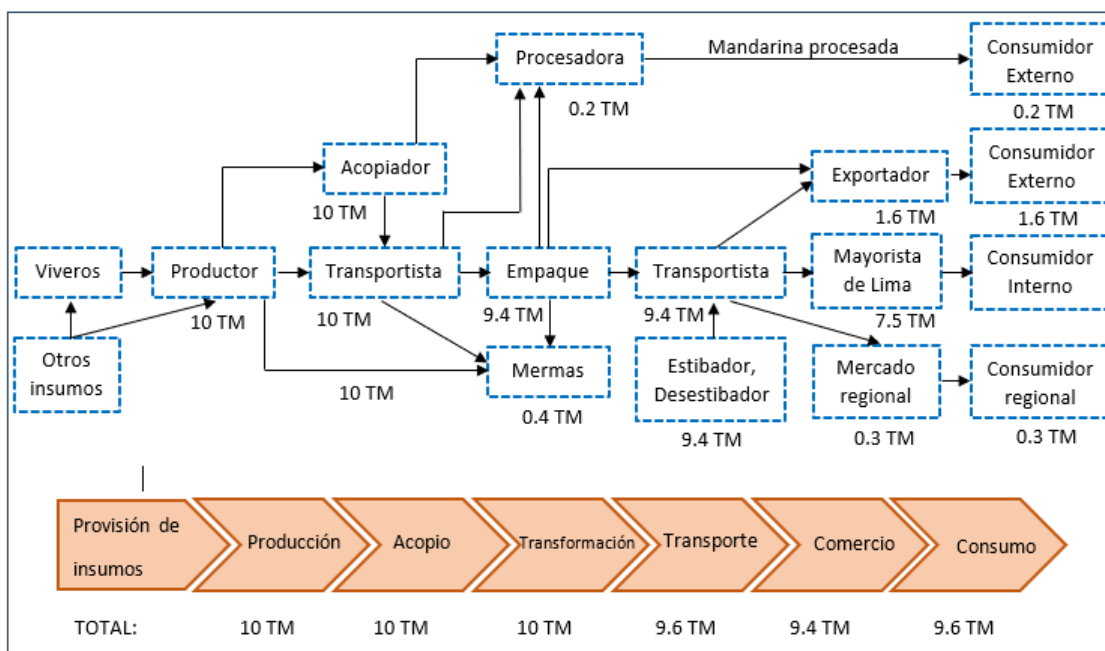 Procesadora
Mandarina procesada
Consumidor
Externo
0.2 TM
0.2 TM
Acopiador
10 TM
Exportador
1.6 TM
Consumidor
Externo
1.6 TM
Viveros
Productor
10 TM
Transportista
10 TM
Empaque
9.4 TM
Transportista
9.4 TM
Mayorista
de Lima
7.5 TM
Consumidor
Interno
Otros
insumos
10 TM
Mermas
0.4 TM
Estibador,
Desestibador
9.4 TM
Mercado
regional
0.3 TM
Consumidor
regional
0.3 TM
Provisión de
insumos
Producción
Acopio
Transformación
Transporte
Comercio
Consumo
TOTAL:
10 TM
10 TM
10 TM
9.6 TM
9.4 TM
9.6 TM